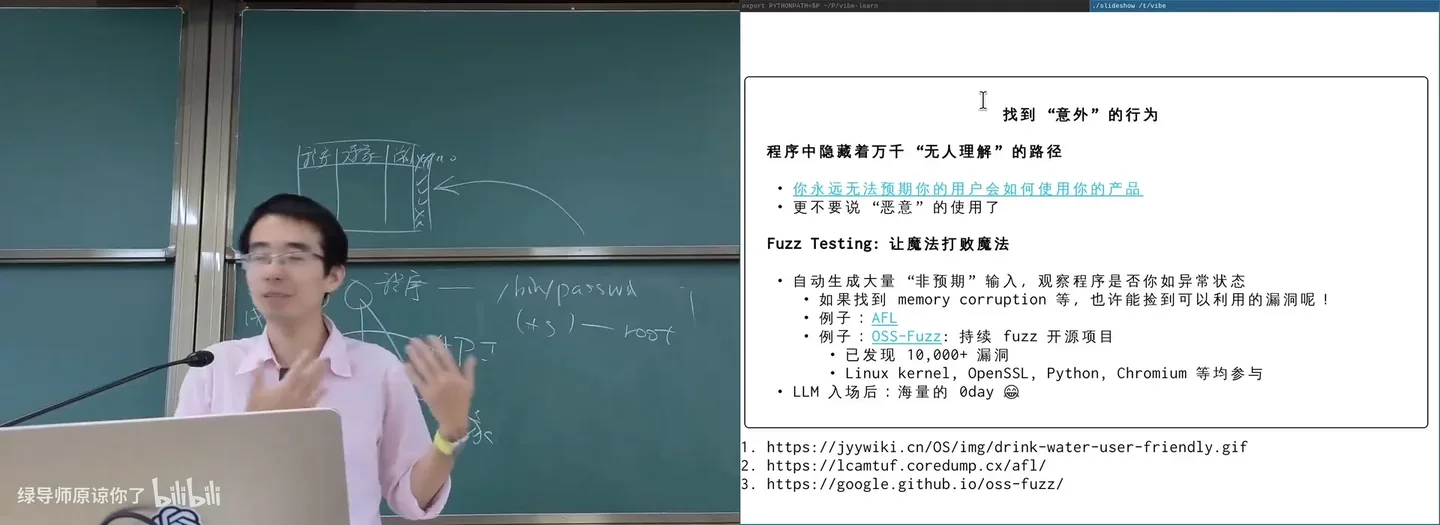 export PYTHONPATH=$P ~/P/vibe-learn
./slideshow /t/vibe
程序
/bin/passwd
(+s) — root
绿导师原谅你了 bilibili
找到 “意外” 的行为
程序中隐藏着万千 “无人理解” 的路径
• 你永远无法预期你的用户会如何使用你的产品
• 更不要说 “恶意” 的使用了
Fuzz Testing: 让魔法打败魔法
• 自动生成大量 “非预期” 输入, 观察程序是否你如异常状态
• 如果找到 memory corruption 等, 也许能捡到可以利用的漏洞呢!
• 例子: AFL
• 例子: OSS-Fuzz: 持续 fuzz 开源项目
• 已发现 10,000+ 漏洞
• Linux kernel, OpenSSL, Python, Chromium 等均参与
• LLM 入场后: 海量的 0day 😁
1. https://jyywiki.cn/OS/img/drink-water-user-friendly.gif
2. https://lcamtuf.coredump.cx/afl/
3. https://google.github.io/oss-fuzz/